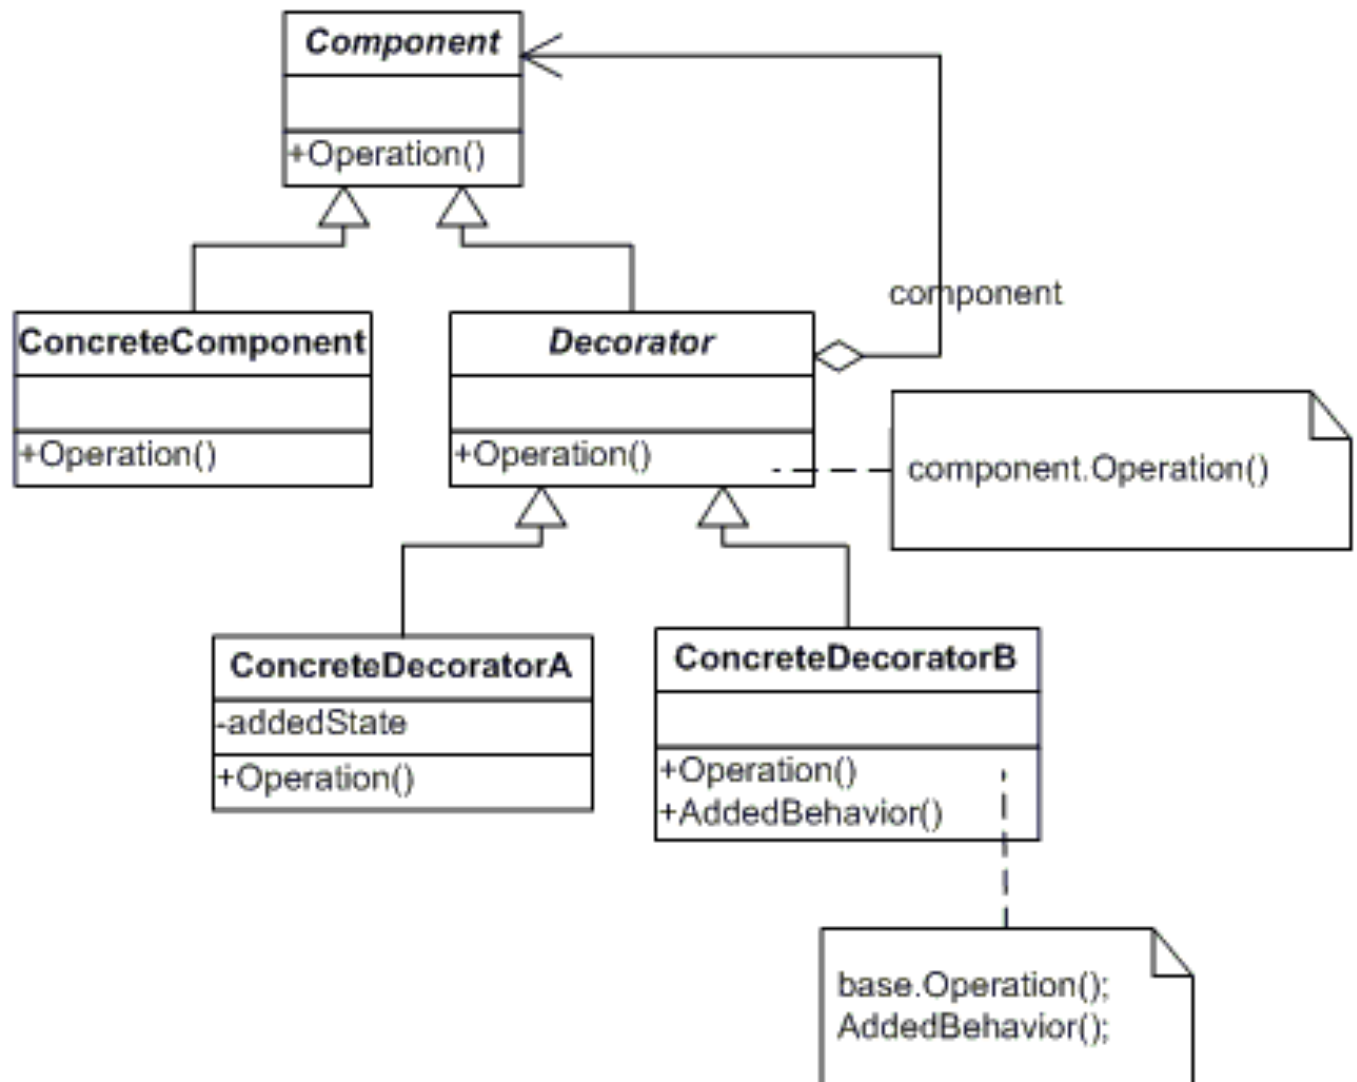 Component
+Operation()
component
ConcreteComponent
+Operation()
Decorator
+Operation()
component.Operation()
ConcreteDecoratorA
-addedState
+Operation()
ConcreteDecoratorB
+Operation()
+AddedBehavior()
base.Operation();
AddedBehavior();